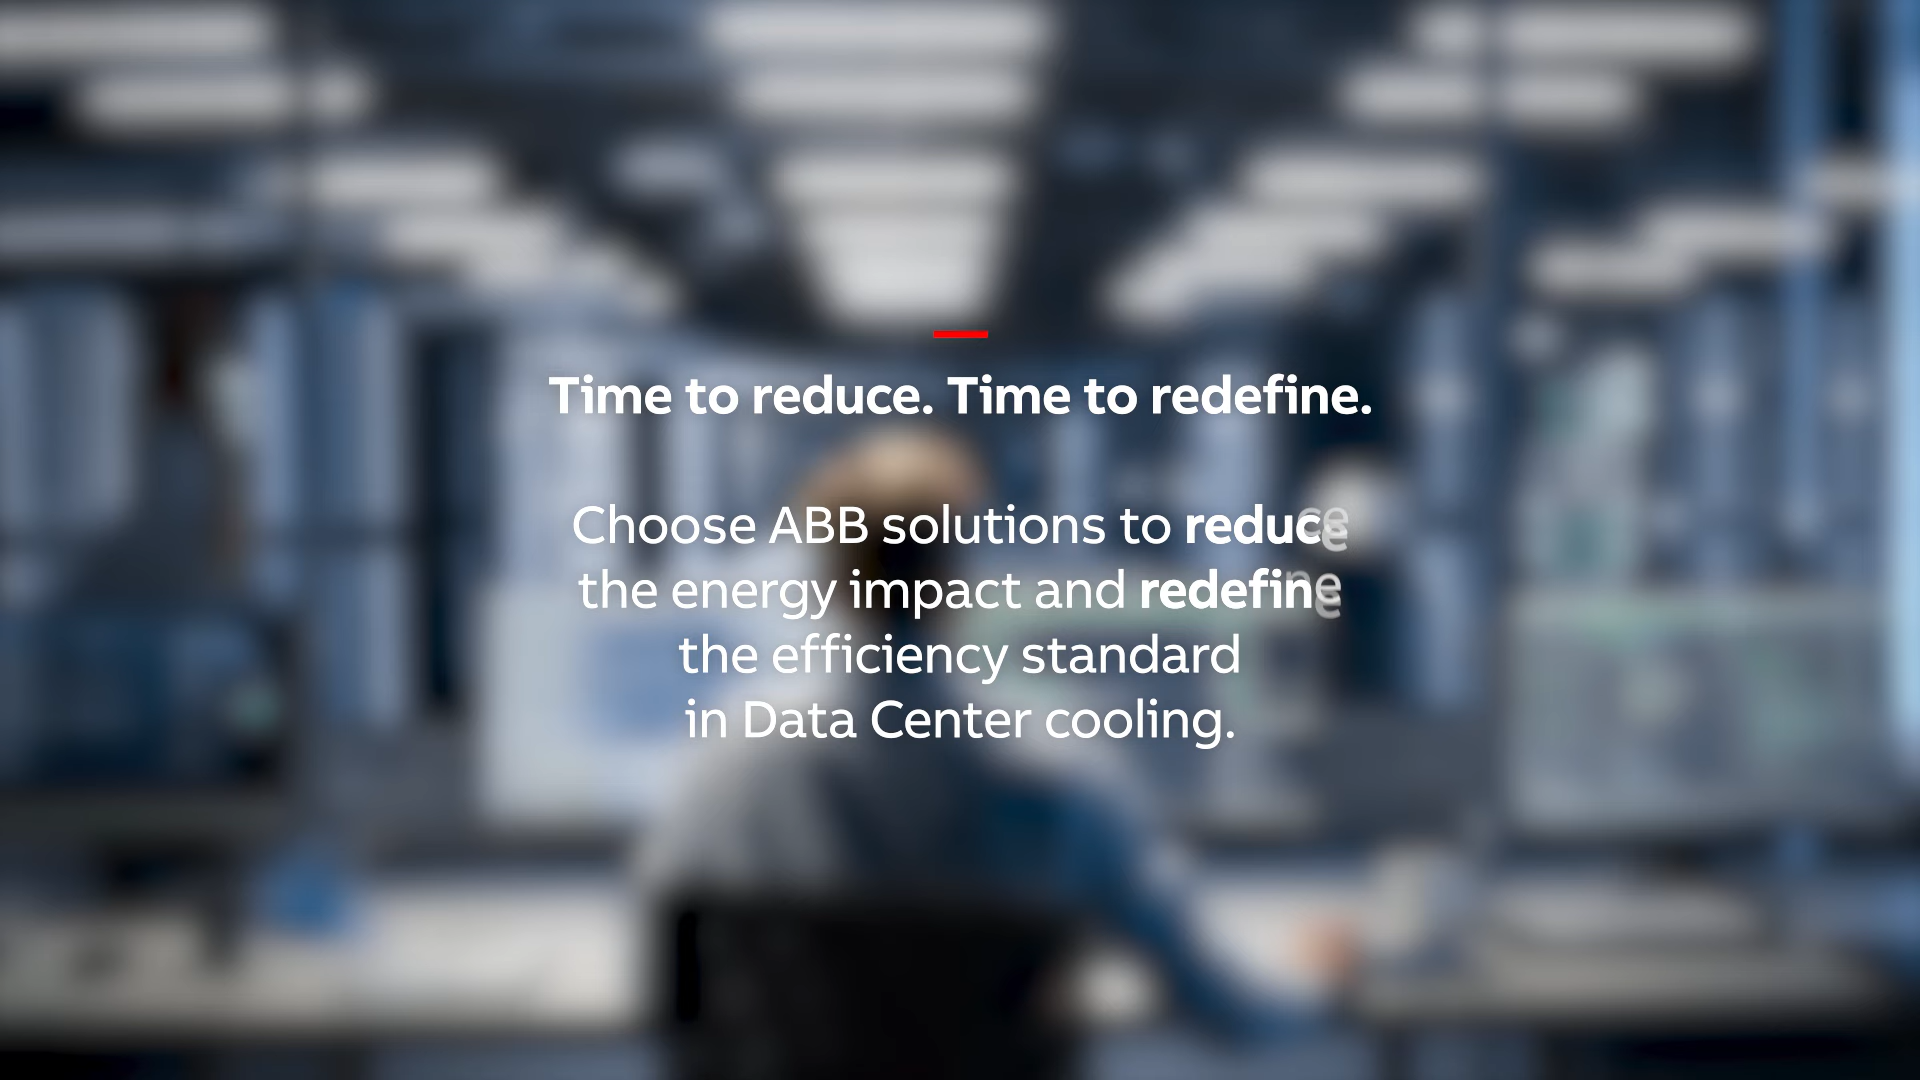 Time to reduce. Time to redefine.
Choose ABB solutions to reduce
the energy impact and redefine
the efficiency standard
in Data Center cooling.